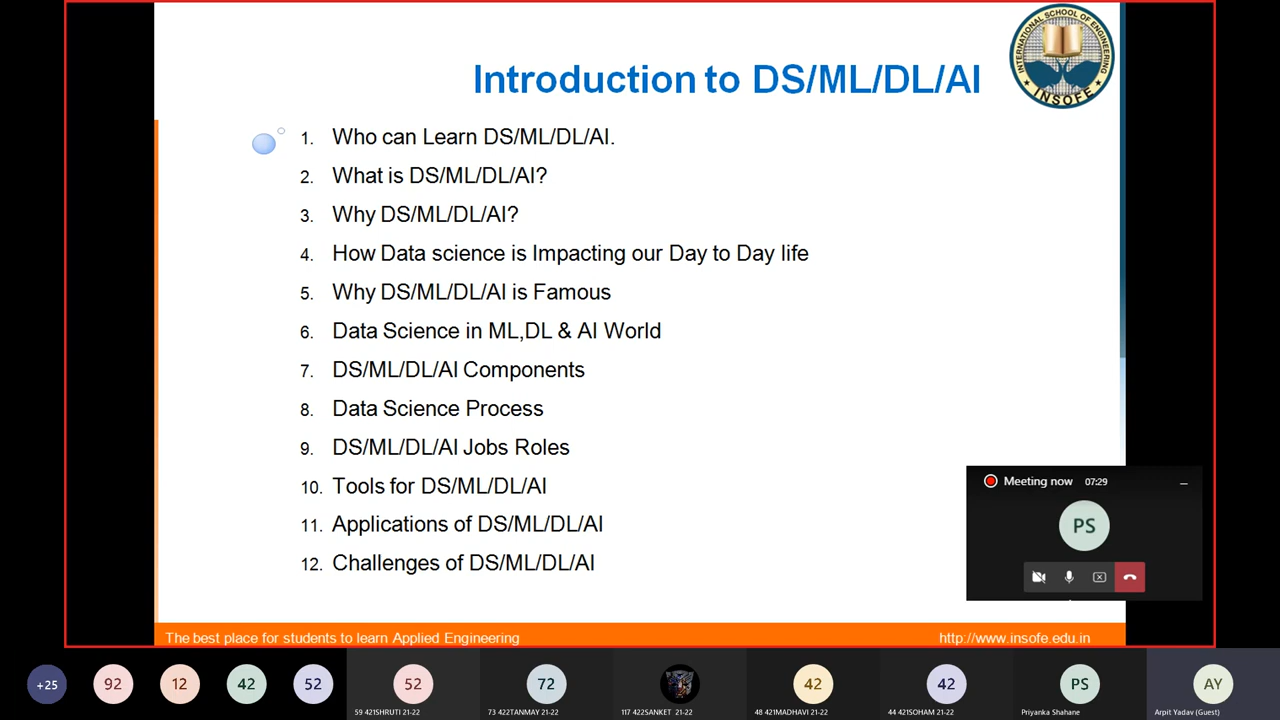 Introduction to DS/ML/DL/AI
INTERNATIONAL SCHOOL OF ENGINEERING
INSOFE
1. Who can Learn DS/ML/DL/AI.
2. What is DS/ML/DL/AI?
3. Why DS/ML/DL/AI?
4. How Data science is Impacting our Day to Day life
5. Why DS/ML/DL/AI is Famous
6. Data Science in ML,DL & AI World
7. DS/ML/DL/AI Components
8. Data Science Process
9. DS/ML/DL/AI Jobs Roles
10. Tools for DS/ML/DL/AI
11. Applications of DS/ML/DL/AI
12. Challenges of DS/ML/DL/AI
Meeting now 07:29
PS
The best place for students to learn Applied Engineering http://www.insofe.edu.in
+25 92 12 42 52 52 72 42 42 PS AY
59 421SHRUTI 21-22 73 422TANMAY 21-22 117 422SANKET 21-22 48 421MADHAVI 21-22 44 421SOHAM 21-22 Priyanka Shahane Arpit Yadav (Guest)